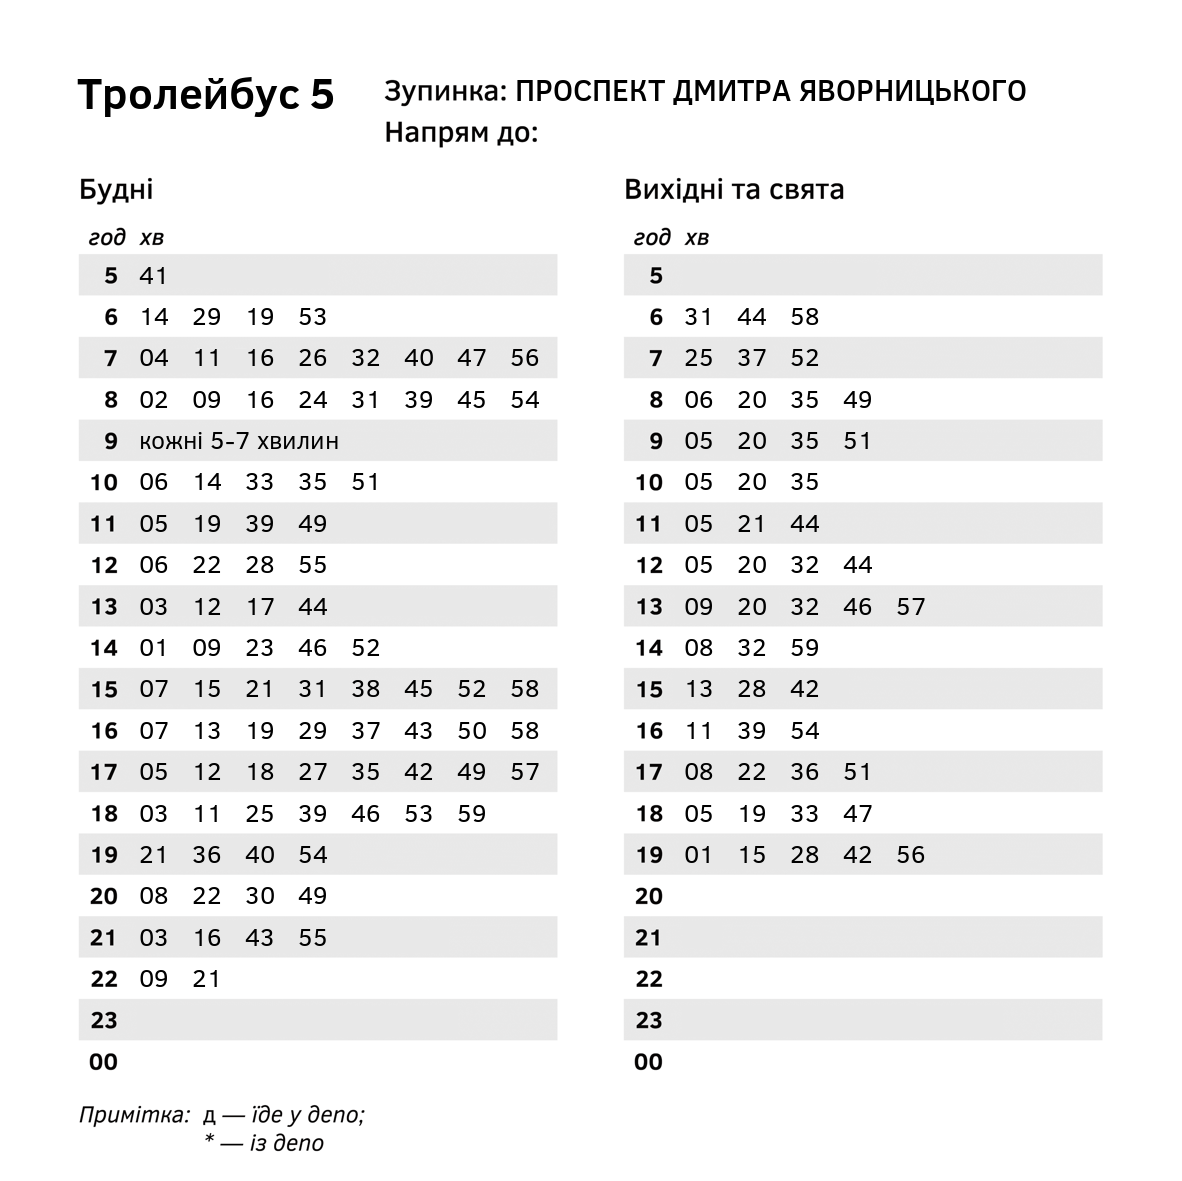 Тролейбус 5
Зупинка: ПРОСПЕКТ ДМИТРА ЯВОРНИЦЬКОГО
Напрям до:
Будні
год хв
5 41
6 14 29 19 53
7 04 11 16 26 32 40 47 56
8 02 09 16 24 31 39 45 54
9 кожні 5-7 хвилин
10 06 14 33 35 51
11 05 19 39 49
12 06 22 28 55
13 03 12 17 44
14 01 09 23 46 52
15 07 15 21 31 38 45 52 58
16 07 13 19 29 37 43 50 58
17 05 12 18 27 35 42 49 57
18 03 11 25 39 46 53 59
19 21 36 40 54
20 08 22 30 49
21 03 16 43 55
22 09 21
23
00
Вихідні та свята
год хв
5
6 31 44 58
7 25 37 52
8 06 20 35 49
9 05 20 35 51
10 05 20 35
11 05 21 44
12 05 20 32 44
13 09 20 32 46 57
14 08 32 59
15 13 28 42
16 11 39 54
17 08 22 36 51
18 05 19 33 47
19 01 15 28 42 56
20
21
22
23
00
Примітка: д — їде у депо;
* — із депо